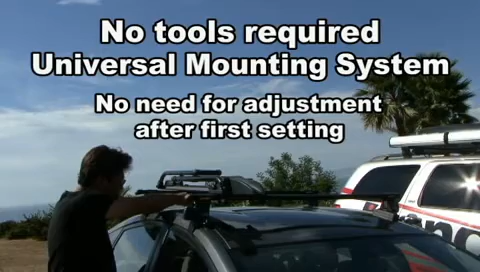 No tools required
Universal Mounting System
No need for adjustment
after first setting